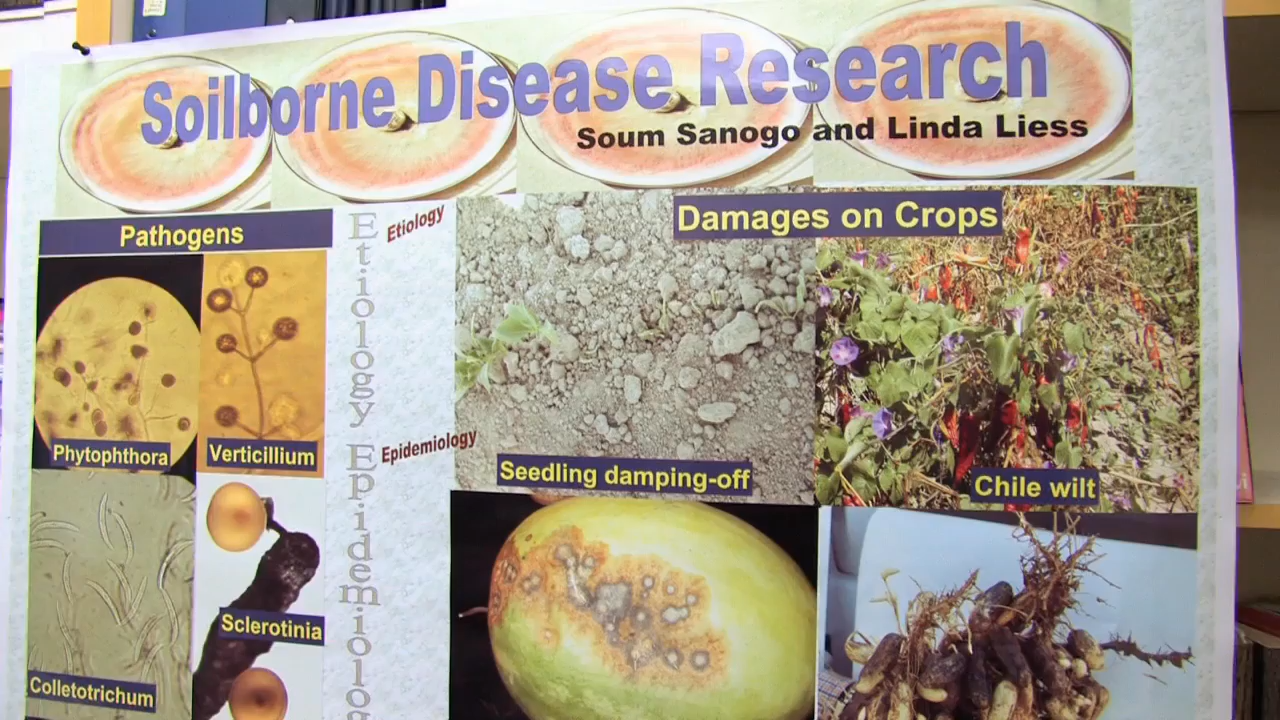 Soilborne Disease Research
Soum Sanogo and Linda Liess
Pathogens
Phytophthora
Verticillium
Colletotrichum
Sclerotinia
Etiology
Etiology
Epidemiology
Epidemiolo
Damages on Crops
Seedling damping-off
Chile wilt